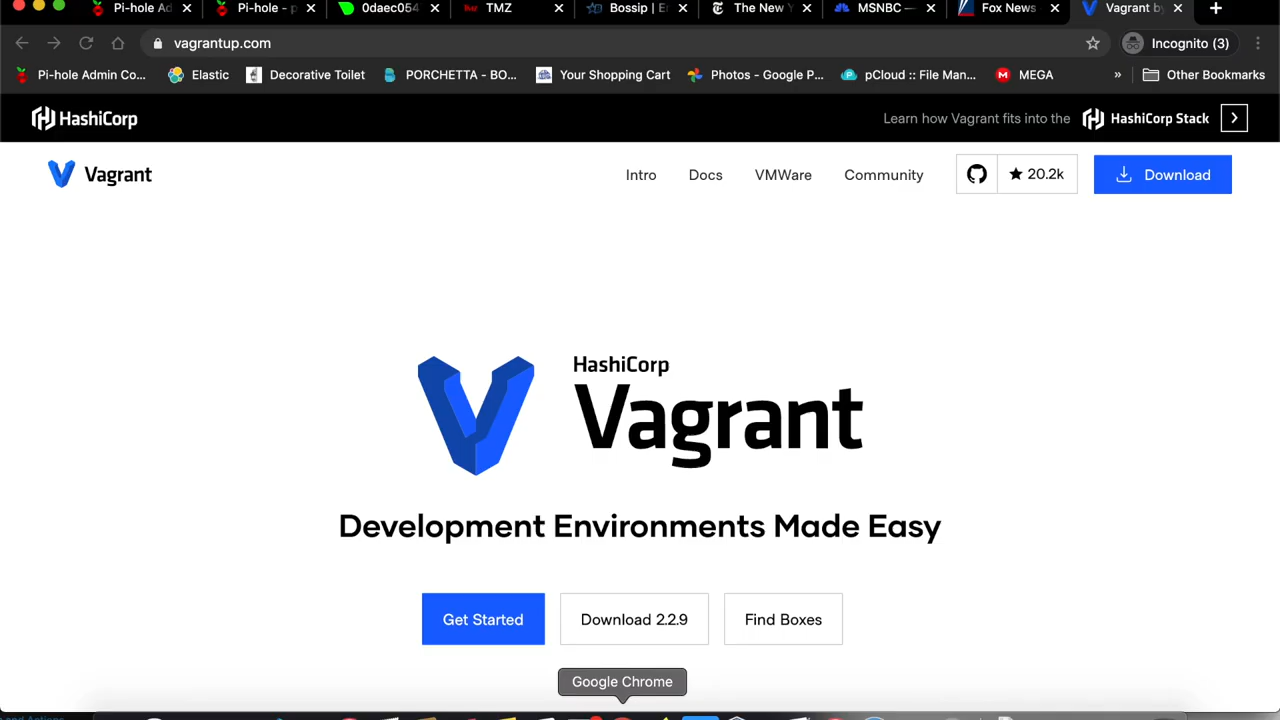 Pi-hole Ad
Pi-hole - p
0daec054
TMZ
Bossip | E
The New Y
MSNBC —
Fox News
Vagrant by
vagrantup.com
Incognito (3)
Pi-hole Admin Co...
Elastic
Decorative Toilet
PORCHETTA - BO...
Your Shopping Cart
Photos - Google P...
pCloud :: File Man...
MEGA
»
Other Bookmarks
HashiCorp
Learn how Vagrant fits into the
HashiCorp Stack
Vagrant
Intro
Docs
VMWare
Community
20.2k
Download
HashiCorp
Vagrant
Development Environments Made Easy
Get Started
Download 2.2.9
Find Boxes
Google Chrome